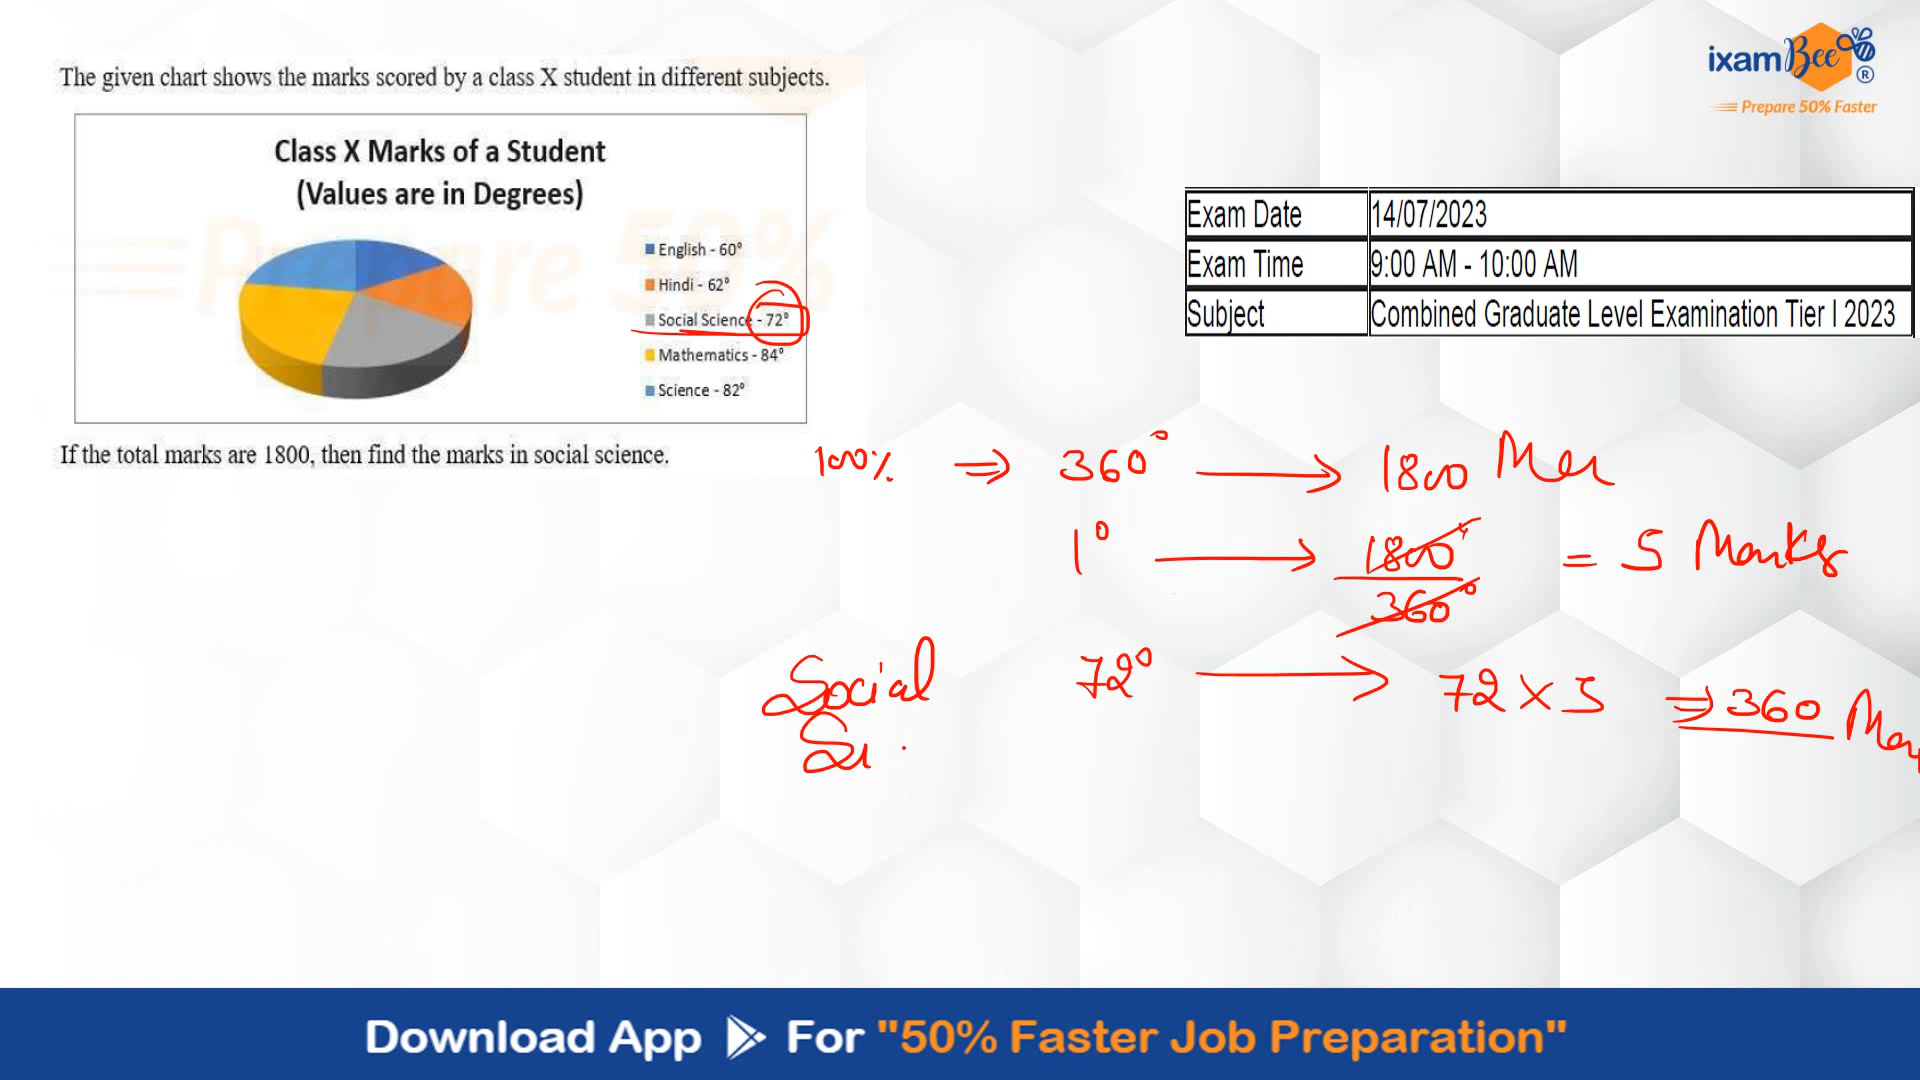 ixamBee®
Prepare 50% Faster
The given chart shows the marks scored by a class X student in different subjects.
Class X Marks of a Student
(Values are in Degrees)
English - 60°
Hindi - 62°
Social Science - 72°
Mathematics - 84°
Science - 82°
If the total marks are 1800, then find the marks in social science.
Exam Date 14/07/2023
Exam Time 9:00 AM - 10:00 AM
Subject Combined Graduate Level Examination Tier I 2023
100% ⇒ 360° → 1800
1° → 1800/360° = 5 Marks
Social 72° → 72 × 5 ⇒ 360
Download App For "50% Faster Job Preparation"